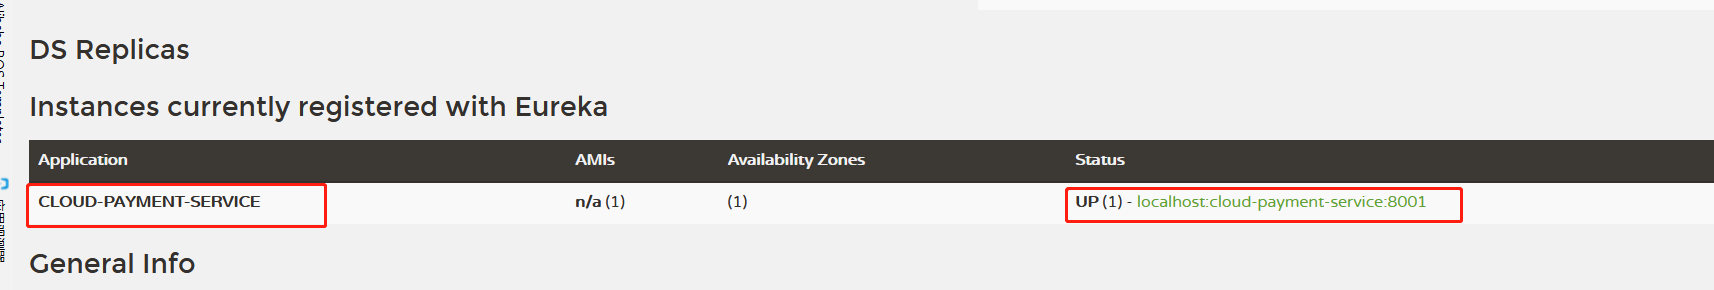 DS Replicas
Instances currently registered with Eureka
Application AMIs Availability Zones Status
CLOUD-PAYMENT-SERVICE n/a (1) (1) UP (1) - localhost:cloud-payment-service:8001
General Info